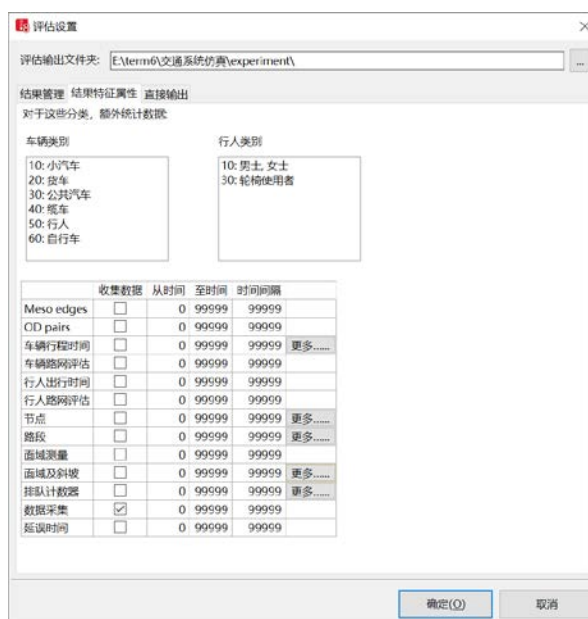 评估设置
评估输出文件夹: E:\term6\交通系统仿真\experiment\ ...
结果管理 结果特征属性 直接输出
对于这些分类，额外统计数据:
车辆类别 行人类别
10: 小汽车 10: 男士, 女士
20: 货车 30: 轮椅使用者
30: 公共汽车
40: 缆车
50: 行人
60: 自行车
收集数据 从时间 至时间 时间间隔
Meso edges 0 99999 99999
OD pairs 0 99999 99999
车辆行程时间 0 99999 99999 更多......
车辆路网评估 0 99999 99999
行人出行时间 0 99999 99999
行人路网评估 0 99999 99999
节点 0 99999 99999 更多......
路段 0 99999 99999 更多......
面域测量 0 99999 99999
面域及斜坡 0 99999 99999 更多......
排队计数器 0 99999 99999 更多......
数据采集 0 99999 99999
延误时间 0 99999 99999
确定(O) 取消